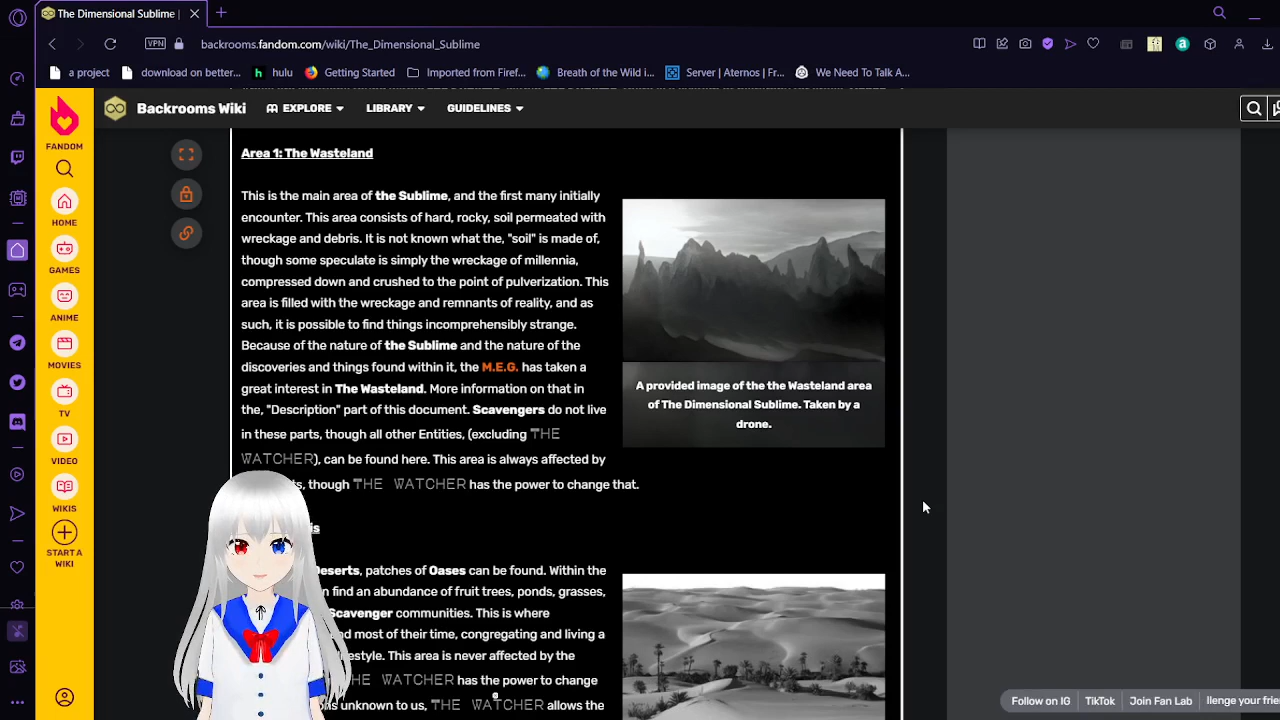 The Dimensional Sublime |
VPN
backrooms.fandom.com/wiki/The_Dimensional_Sublime
a project
download on better...
hulu
Getting Started
Imported from Firef...
Breath of the Wild i...
Server | Aternos | Fr...
We Need To Talk A...
Backrooms Wiki
EXPLORE
LIBRARY
GUIDELINES
FANDOM
HOME
GAMES
ANIME
MOVIES
TV
VIDEO
WIKIS
START A
WIKI
Area 1: The Wasteland
This is the main area of the Sublime, and the first many initially
encounter. This area consists of hard, rocky, soil permeated with
wreckage and debris. It is not known what the, "soil" is made of,
though some speculate is simply the wreckage of millennia,
compressed down and crushed to the point of pulverization. This
area is filled with the wreckage and remnants of reality, and as
such, it is possible to find things incomprehensibly strange.
Because of the nature of the Sublime and the nature of the
discoveries and things found within it, the M.E.G. has taken a
great interest in The Wasteland. More information on that in
the, "Description" part of this document. Scavengers do not live
in these parts, though all other Entities, (excluding THE
WATCHER), can be found here. This area is always affected by
though THE WATCHER has the power to change that.
A provided image of the the Wasteland area
of The Dimensional Sublime. Taken by a
drone.
Deserts, patches of Oases can be found. Within the
find an abundance of fruit trees, ponds, grasses,
Scavenger communities. This is where
most of their time, congregating and living a
This area is never affected by the
THE WATCHER has the power to change
unknown to us, THE WATCHER allows the
Follow on IG
TikTok
Join Fan Lab